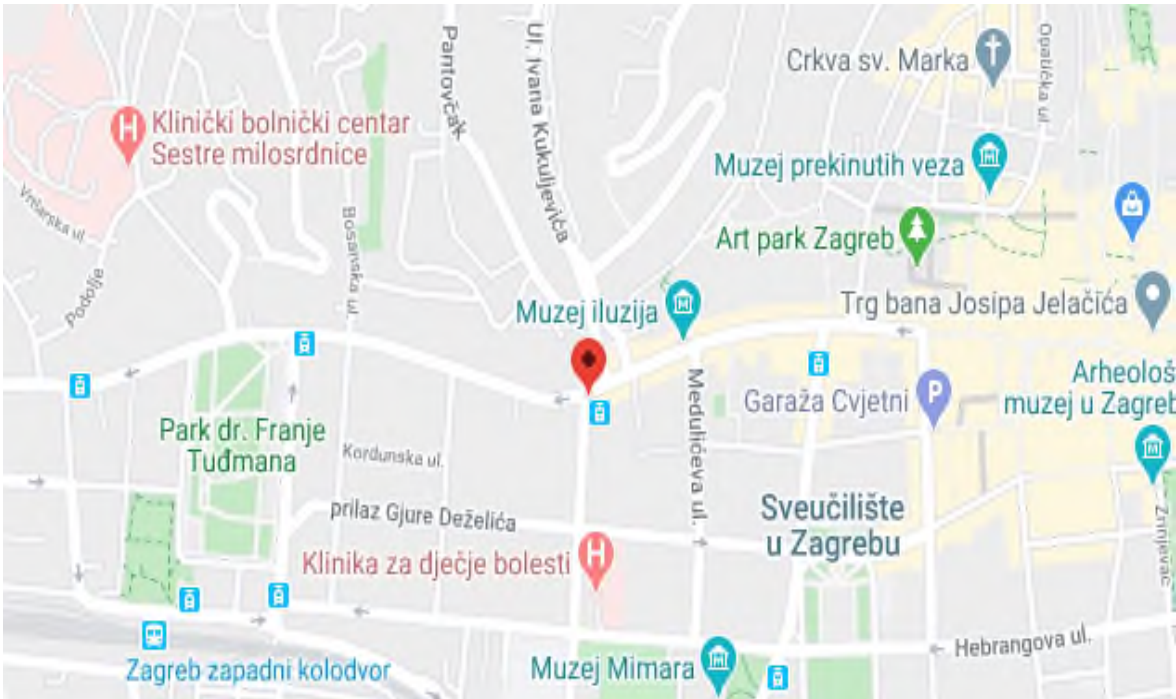 Pantovčak
Ul. Ivana Kukuljevića
Opatička ul.
Crkva sv. Marka
H
Klinički bolnički centar
Sestre milosrdnice
Muzej prekinutih veza
Vrlarska ul.
Bosanska ul.
Art park Zagreb
Podolje
Trg bana Josipa Jelačića
Muzej iluzija
Medulićeva ul.
Garaža Cvjetni
P
Arheološ
muzej u Zagreb
Park dr. Franje
Tuđmana
Kordunska ul.
prilaz Gjure Deželića
Sveučilište
u Zagrebu
Zrinjevac
Klinika za dječje bolesti
H
Hebrangova ul.
Zagreb zapadni kolodvor
Muzej Mimara